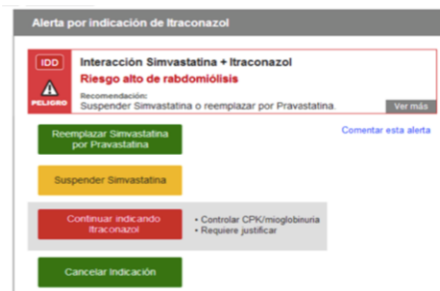 Alerta por indicación de Itraconazol
IDD
PELIGRO
Interacción Simvastatina + Itraconazol
Riesgo alto de rabdomiólisis
Recomendación:
Suspender Simvastatina o reemplazar por Pravastatina.
Ver más
Reemplazar Simvastatina
por Pravastatina
Comentar esta alerta
Suspender Simvastatina
Continuar indicando
Itraconazol
• Controlar CPK/mioglobinuria
• Requiere justificar
Cancelar Indicación